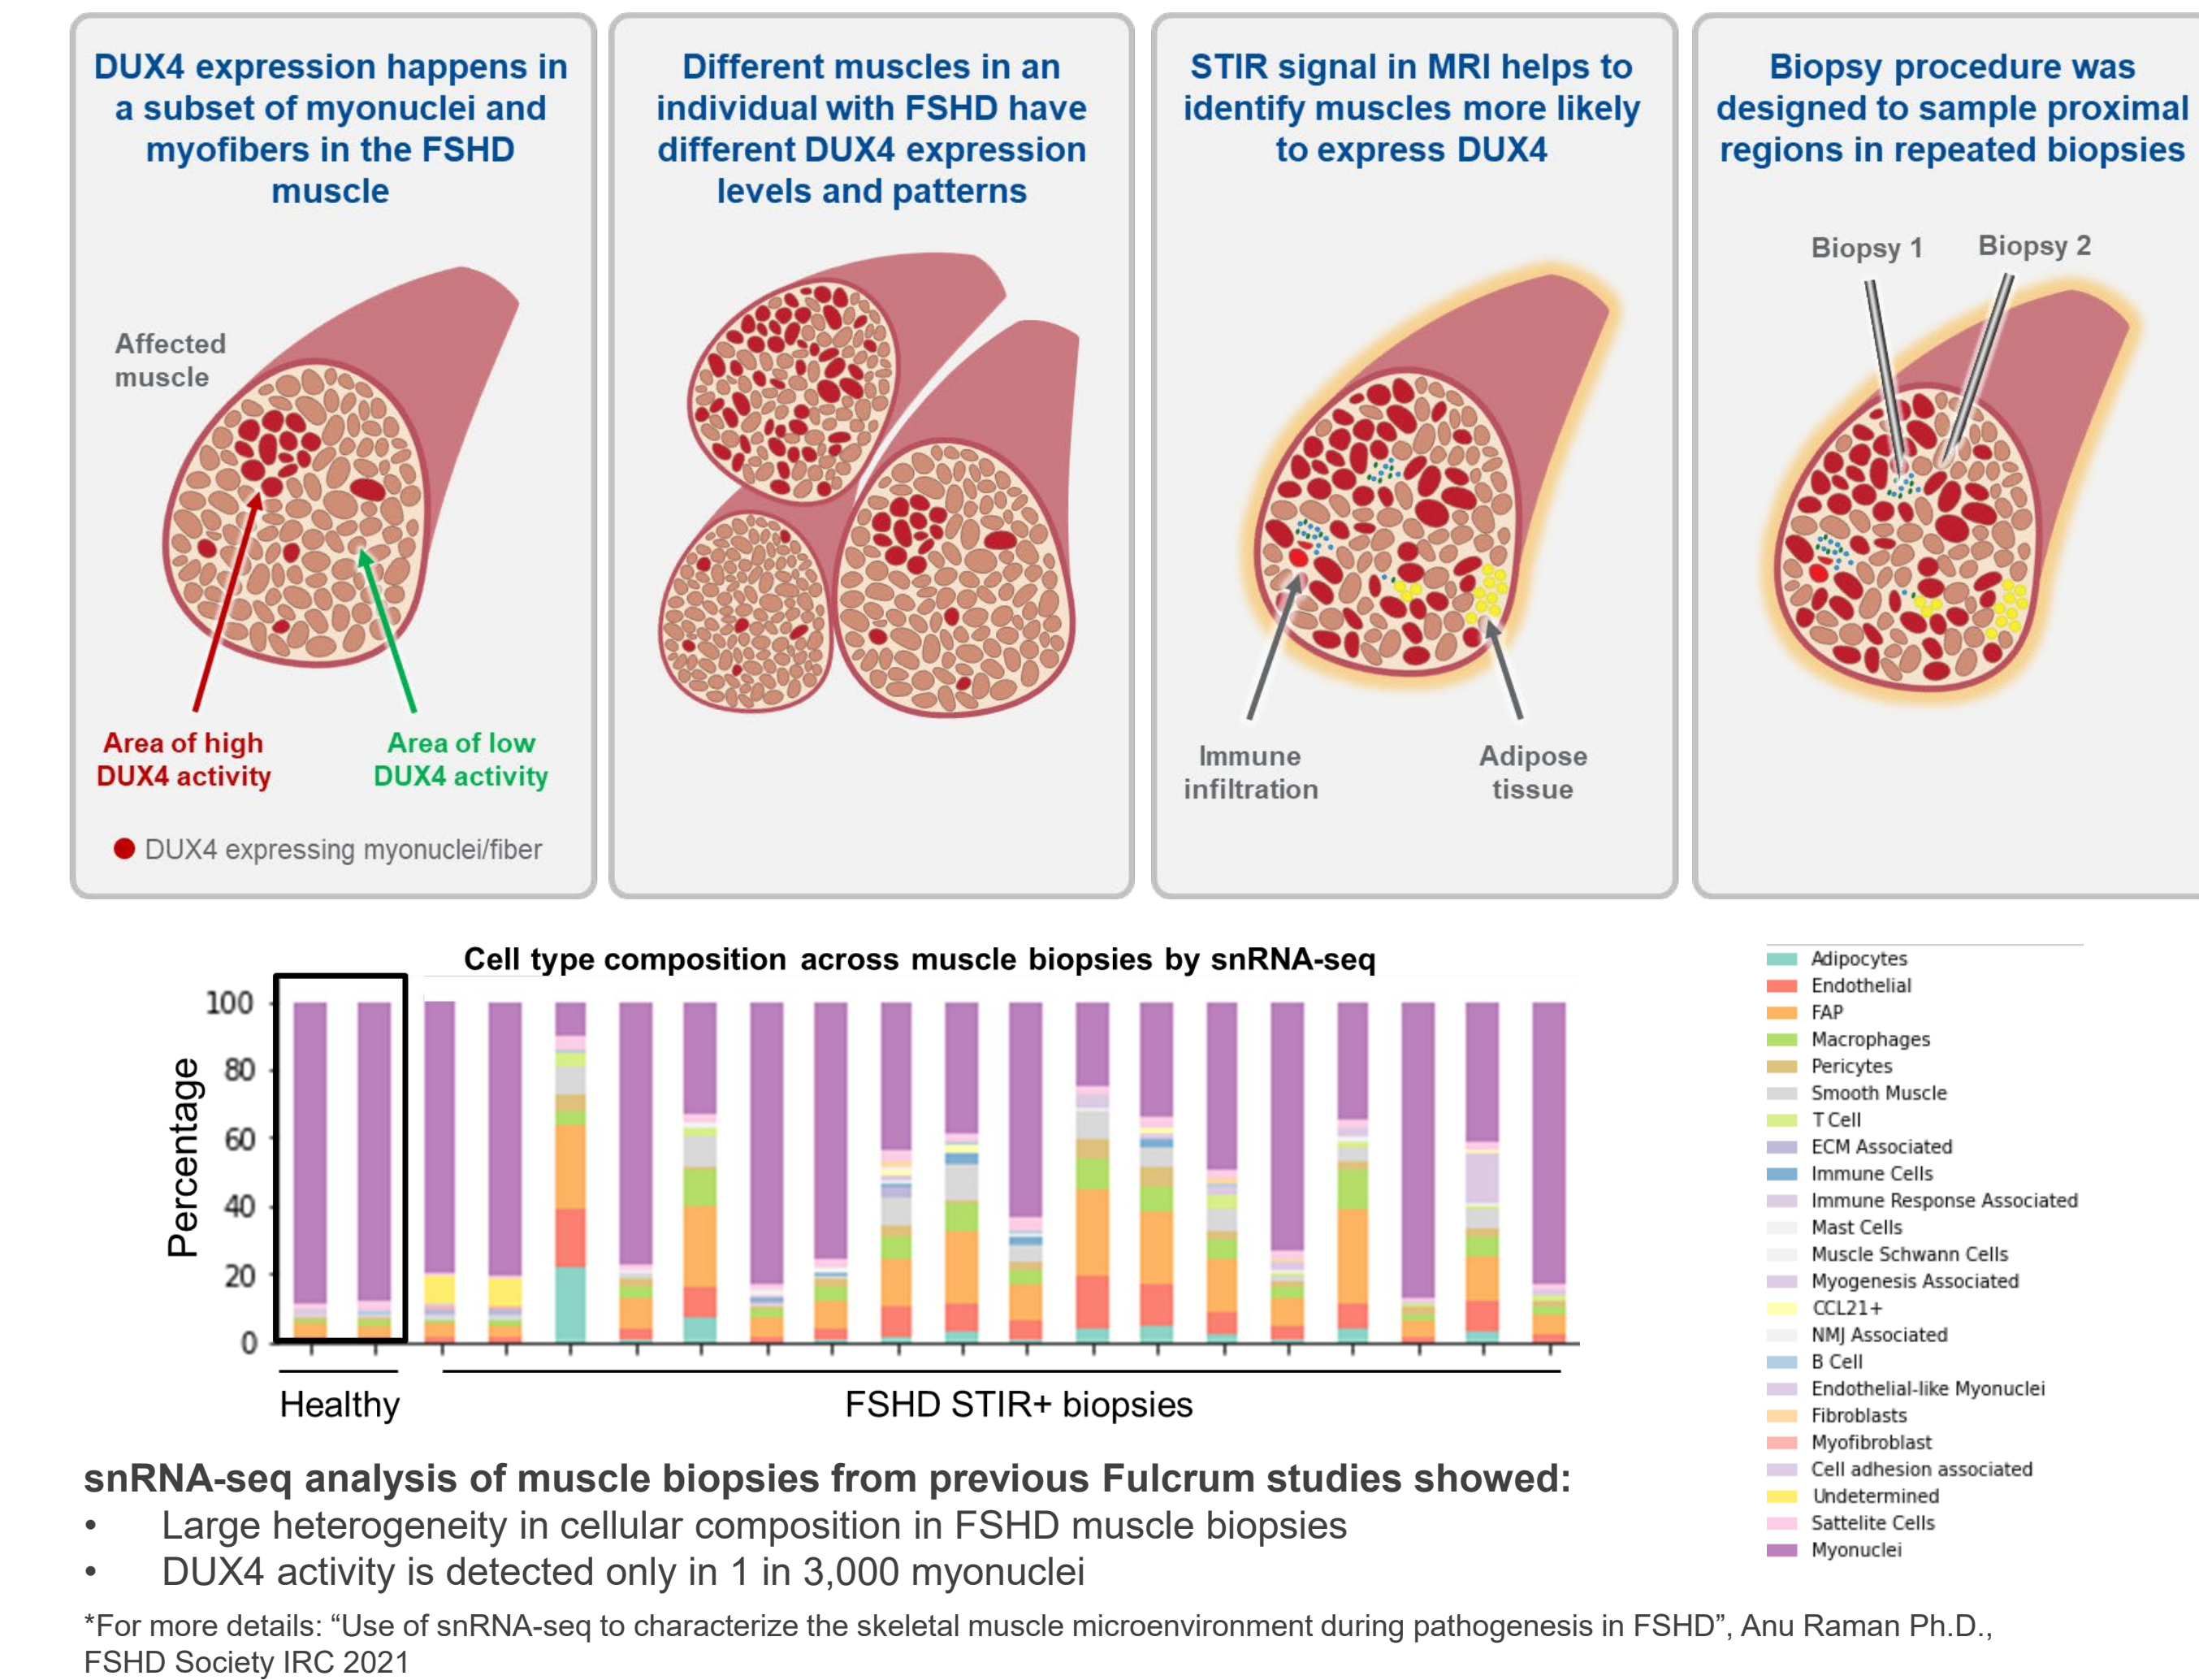 DUX4 expression happens in
a subset of myonuclei and
myofibers in the FSHD
muscle
Affected
muscle
Area of high
DUX4 activity
Area of low
DUX4 activity
DUX4 expressing myonuclei/fiber
Different muscles in an
individual with FSHD have
different DUX4 expression
levels and patterns
STIR signal in MRI helps to
identify muscles more likely
to express DUX4
Immune
infiltration
Adipose
tissue
Biopsy procedure was
designed to sample proximal
regions in repeated biopsies
Biopsy 1
Biopsy 2
Cell type composition across muscle biopsies by snRNA-seq
Percentage
100
80
60
40
20
0
Healthy
FSHD STIR+ biopsies
Adipocytes
Endothelial
FAP
Macrophages
Pericytes
Smooth Muscle
T Cell
ECM Associated
Immune Cells
Immune Response Associated
Mast Cells
Muscle Schwann Cells
Myogenesis Associated
CCL21+
NMJ Associated
B Cell
Endothelial-like Myonuclei
Fibroblasts
Myofibroblast
Cell adhesion associated
Undetermined
Sattelite Cells
Myonuclei
snRNA-seq analysis of muscle biopsies from previous Fulcrum studies showed:
• Large heterogeneity in cellular composition in FSHD muscle biopsies
• DUX4 activity is detected only in 1 in 3,000 myonuclei
*For more details: “Use of snRNA-seq to characterize the skeletal muscle microenvironment during pathogenesis in FSHD”, Anu Raman Ph.D.,
FSHD Society IRC 2021